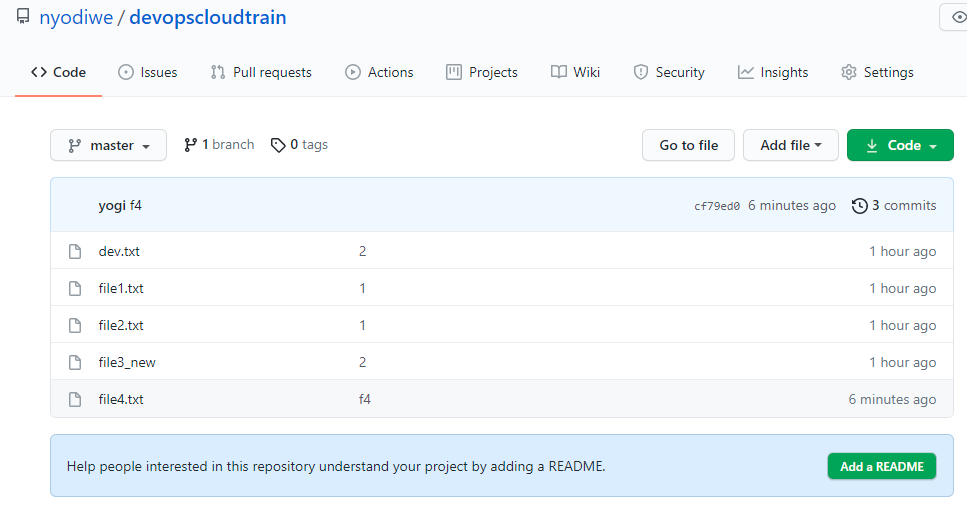 nyodiwe / devopscloudtrain
Code Issues Pull requests Actions Projects Wiki Security Insights Settings
master 1 branch 0 tags Go to file Add file Code
yogi f4 cf79ed0 6 minutes ago 3 commits
dev.txt 2 1 hour ago
file1.txt 1 1 hour ago
file2.txt 1 1 hour ago
file3_new 2 1 hour ago
file4.txt f4 6 minutes ago
Help people interested in this repository understand your project by adding a README. Add a README